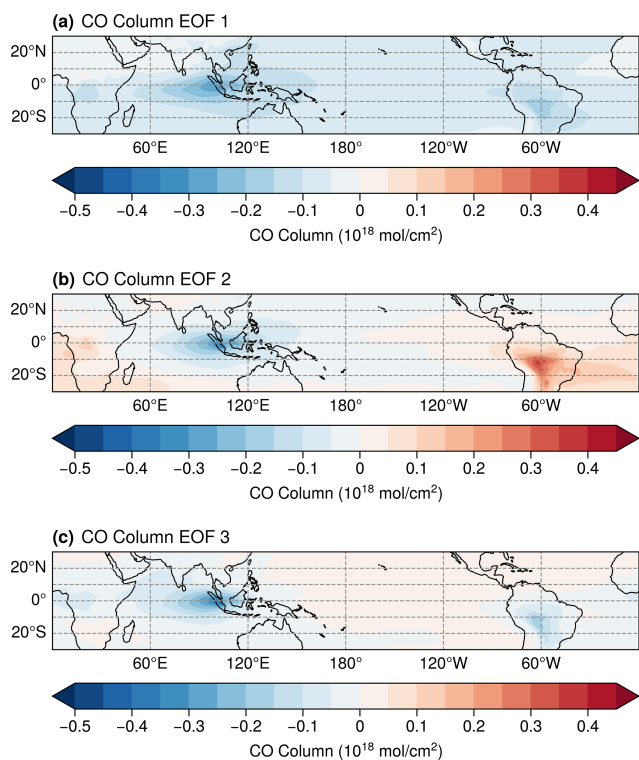 (a) CO Column EOF 1
20°N
0°
20°S
60°E 120°E 180° 120°W 60°W
−0.5 −0.4 −0.3 −0.2 −0.1 0 0.1 0.2 0.3 0.4
CO Column (10¹⁸ mol/cm²)
(b) CO Column EOF 2
20°N
0°
20°S
60°E 120°E 180° 120°W 60°W
−0.5 −0.4 −0.3 −0.2 −0.1 0 0.1 0.2 0.3 0.4
CO Column (10¹⁸ mol/cm²)
(c) CO Column EOF 3
20°N
0°
20°S
60°E 120°E 180° 120°W 60°W
−0.5 −0.4 −0.3 −0.2 −0.1 0 0.1 0.2 0.3 0.4
CO Column (10¹⁸ mol/cm²)